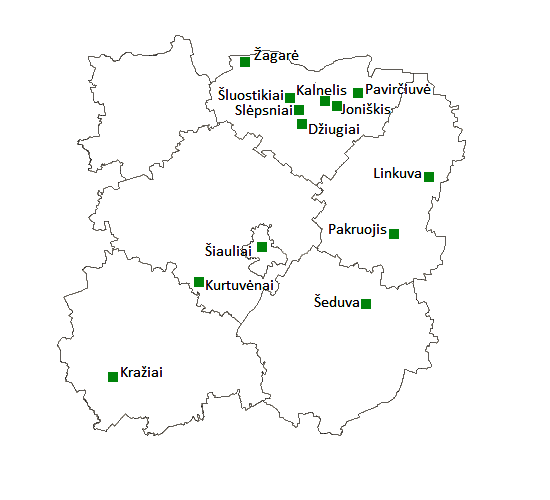 Žagarė
Kalnelis
Pavirčiuvė
Šluostikiai
Slėpsniai
Joniškis
Džiugiai
Linkuva
Pakruojis
Šiauliai
Kurtuvėnai
Šeduva
Kražiai